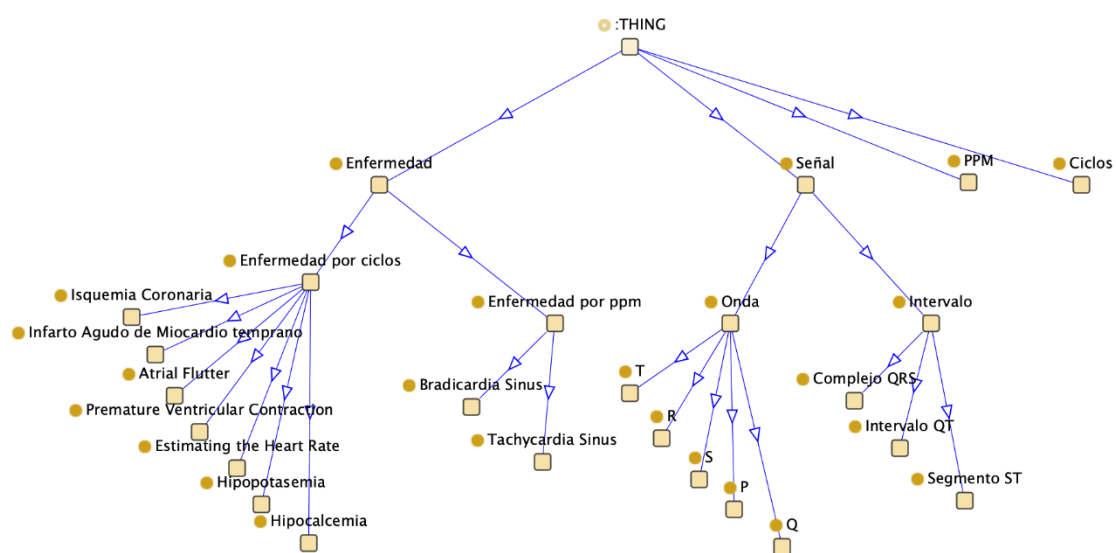 :THING
Enfermedad
Señal
PPM
Ciclos
Enfermedad por ciclos
Isquemia Coronaria
Enfermedad por ppm
Onda
Intervalo
Infarto Agudo de Miocardio temprano
Atrial Flutter
T
Bradicardia Sinus
Complejo QRS
Premature Ventricular Contraction
R
Intervalo QT
Estimating the Heart Rate
Tachycardia Sinus
S
Segmento ST
Hipopotasemia
P
Hipocalcemia
Q